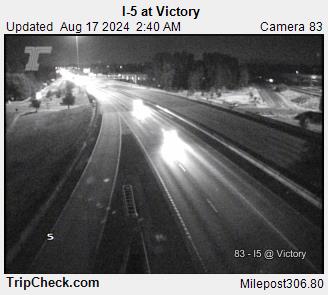 I-5 at Victory
Updated Aug 17 2024 2:40 AM Camera 83
T
S
83 - I5 @ Victory
TripCheck.com Milepost306.80